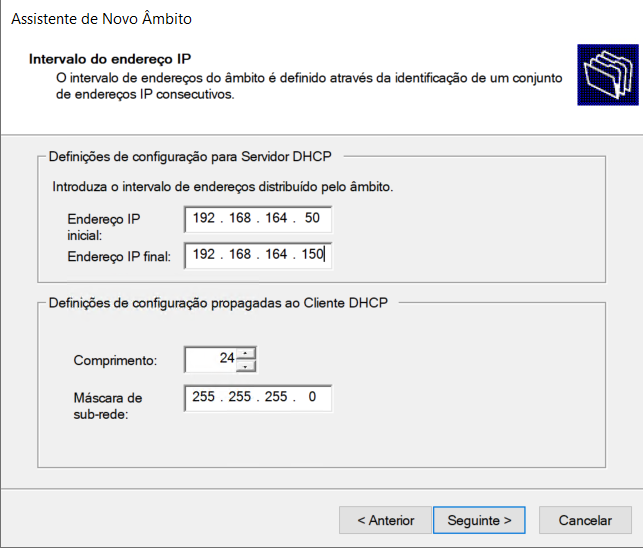 Assistente de Novo Âmbito
Intervalo do endereço IP
O intervalo de endereços do âmbito é definido através da identificação de um conjunto
de endereços IP consecutivos.
Definições de configuração para Servidor DHCP
Introduza o intervalo de endereços distribuído pelo âmbito.
Endereço IP
inicial:
192 . 168 . 164 . 50
Endereço IP final:
192 . 168 . 164 . 150
Definições de configuração propagadas ao Cliente DHCP
Comprimento:
24
Máscara de
sub-rede:
255 . 255 . 255 . 0
< Anterior
Seguinte >
Cancelar